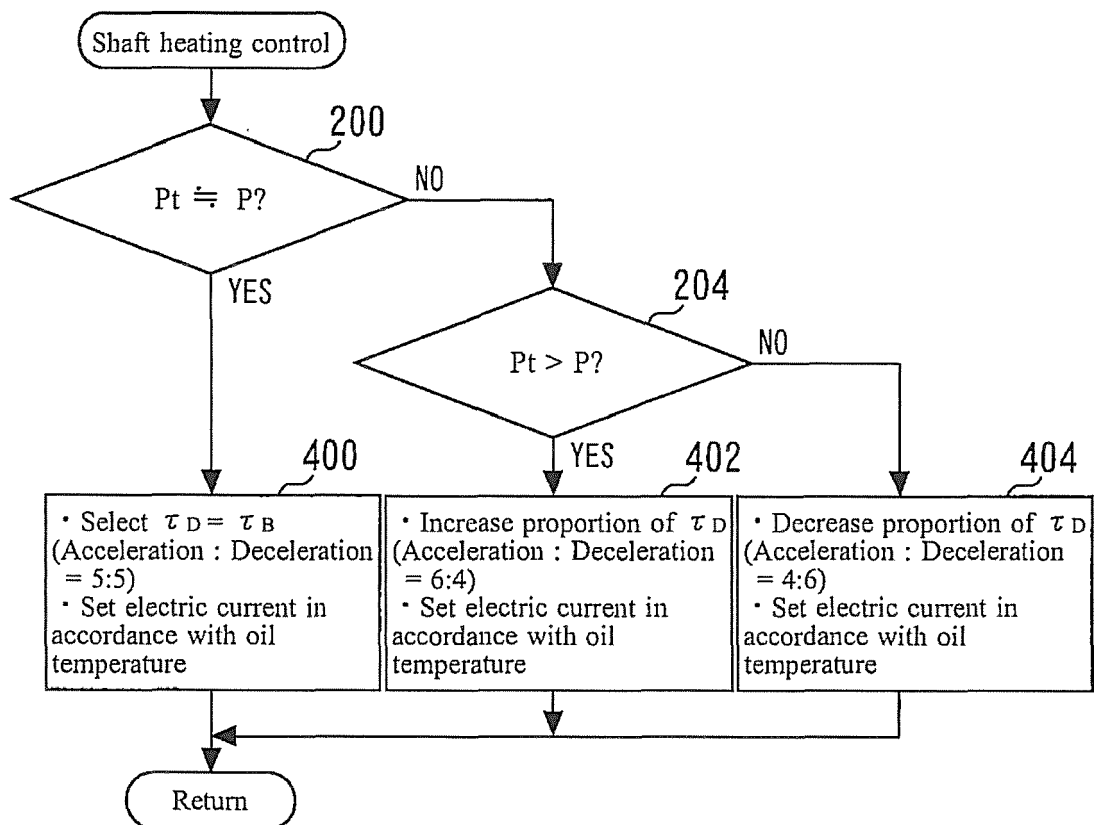 Shaft heating control
200
Pt ≒ P?
NO
YES
204
Pt > P?
NO
YES
400
・Select τD = τB
(Acceleration : Deceleration
= 5:5)
・Set electric current in
accordance with oil
temperature
402
・Increase proportion of τD
(Acceleration : Deceleration
= 6:4)
・Set electric current in
accordance with oil
temperature
404
・Decrease proportion of τD
(Acceleration : Deceleration
= 4:6)
・Set electric current in
accordance with oil
temperature
Return